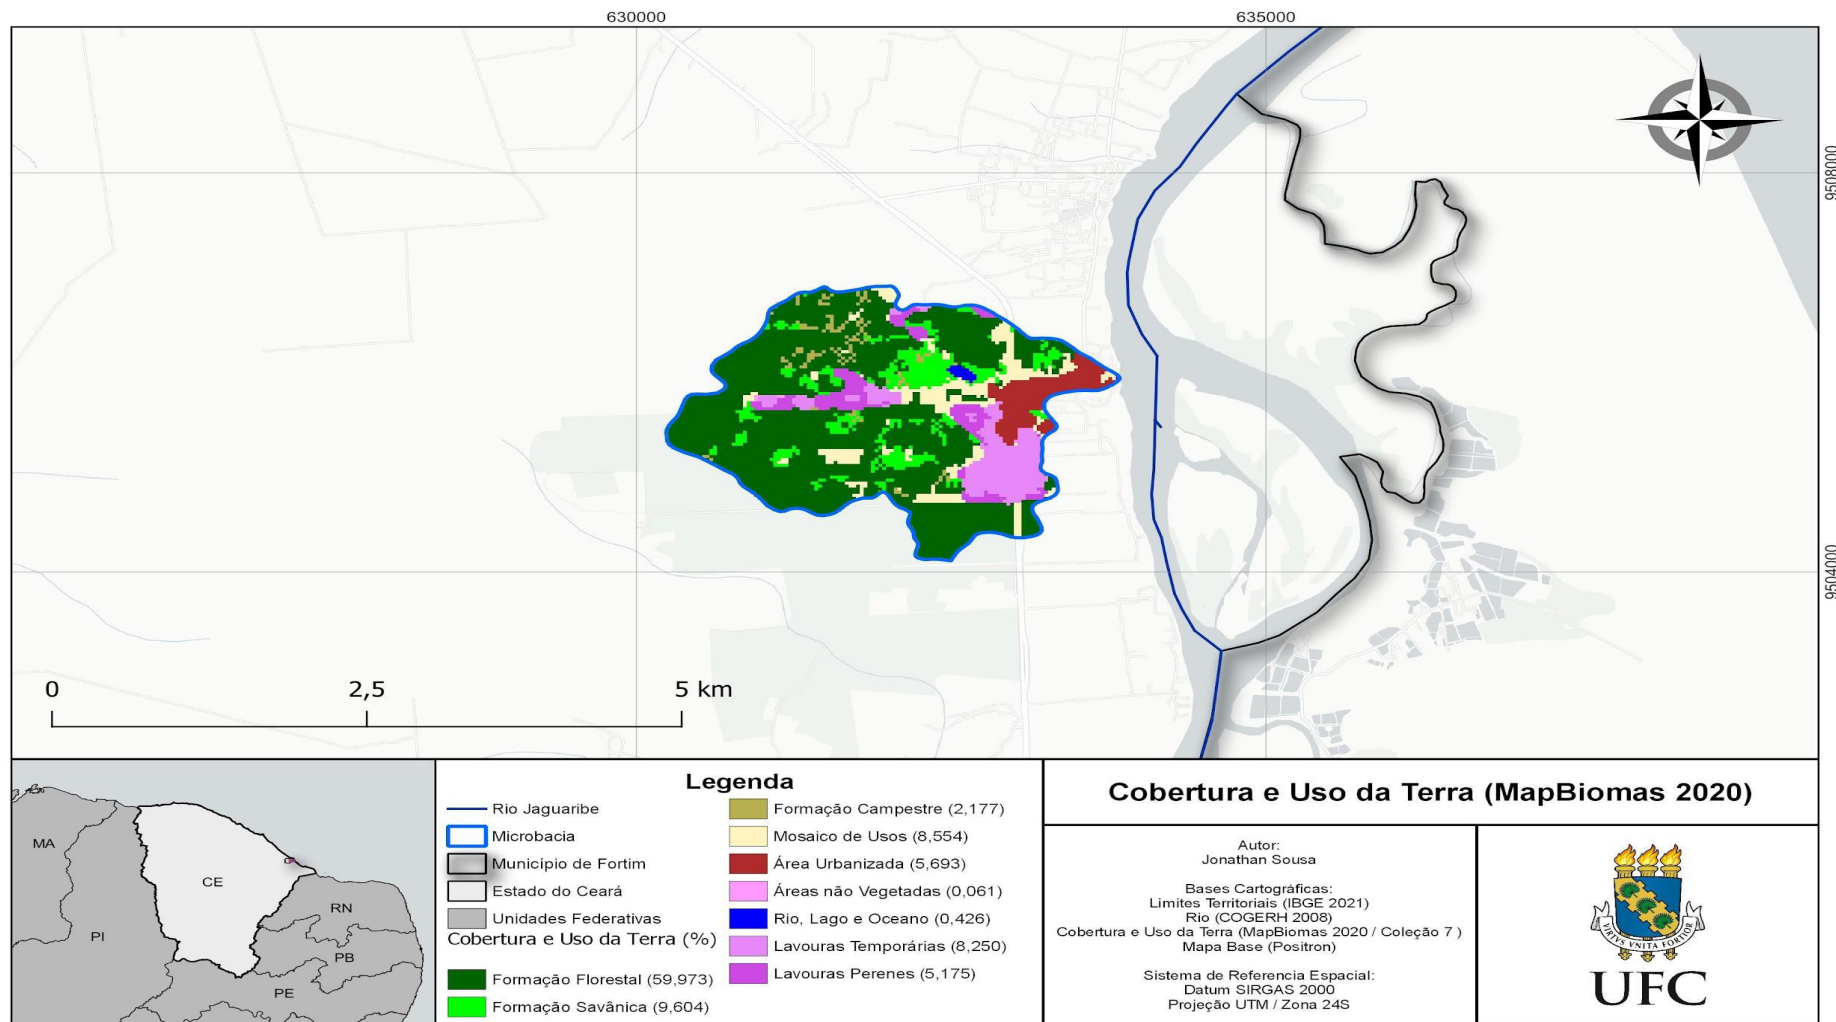 630000
635000
9508000
9504000
0
2,5
5 km
MA
PI
CE
RN
PB
PE
Legenda
Rio Jaguaribe
Microbacia
Município de Fortim
Estado do Ceará
Unidades Federativas
Cobertura e Uso da Terra (%)
Formação Florestal (59,973)
Formação Savânica (9,604)
Formação Campestre (2,177)
Mosaico de Usos (8,554)
Área Urbanizada (5,693)
Áreas não Vegetadas (0,061)
Rio, Lago e Oceano (0,426)
Lavouras Temporárias (8,250)
Lavouras Perenes (5,175)
Cobertura e Uso da Terra (MapBiomas 2020)
Autor:
Jonathan Sousa
Bases Cartográficas:
Limites Territoriais (IBGE 2021)
Rio (COGERH 2008)
Cobertura e Uso da Terra (MapBiomas 2020 / Coleção 7 )
Mapa Base (Positron)
Sistema de Referencia Espacial:
Datum SIRGAS 2000
Projeção UTM / Zona 24S
VIRTVS VNITA FORTIOR
UFC